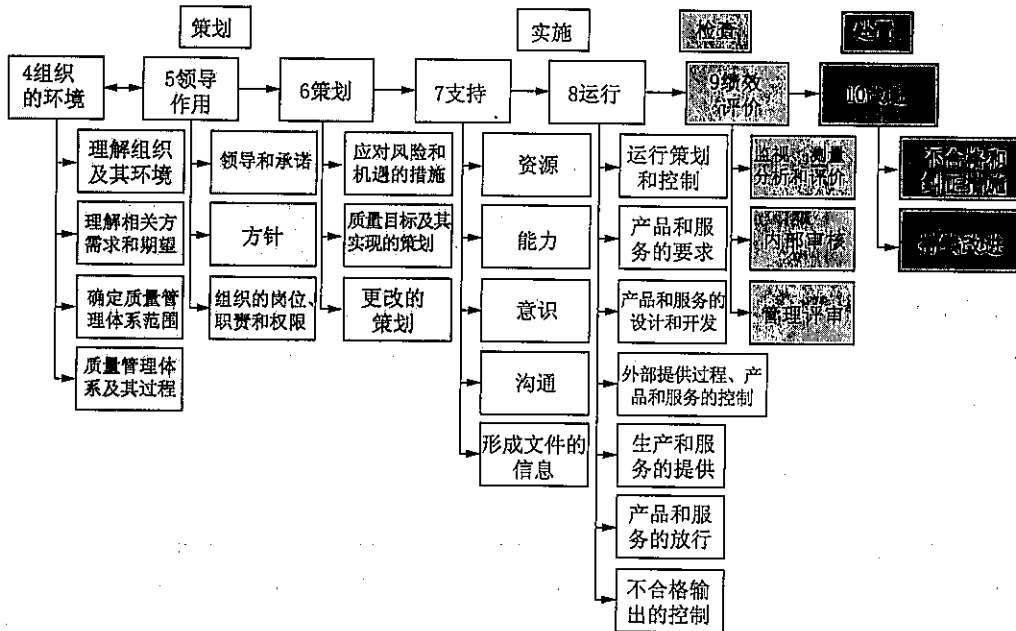 策划
实施
检查
4组织
的环境
5领导
作用
6策划
7支持
8运行
9绩效
评价
10改进
理解组织
及其环境
理解相关方
需求和期望
确定质量管
理体系范围
质量管理体
系及其过程
领导和承诺
方针
组织的岗位、
职责和权限
应对风险和
机遇的措施
质量目标及其
实现的策划
更改的
策划
资源
能力
意识
沟通
形成文件的
信息
运行策划
和控制
产品和服
务的要求
产品和服务的
设计和开发
外部提供过程、产
品和服务的控制
生产和服
务的提供
产品和服
务的放行
不合格输
出的控制
监视、测量
分析和评价
内部审核
管理评审
不合格和
纠正措施
持续改进